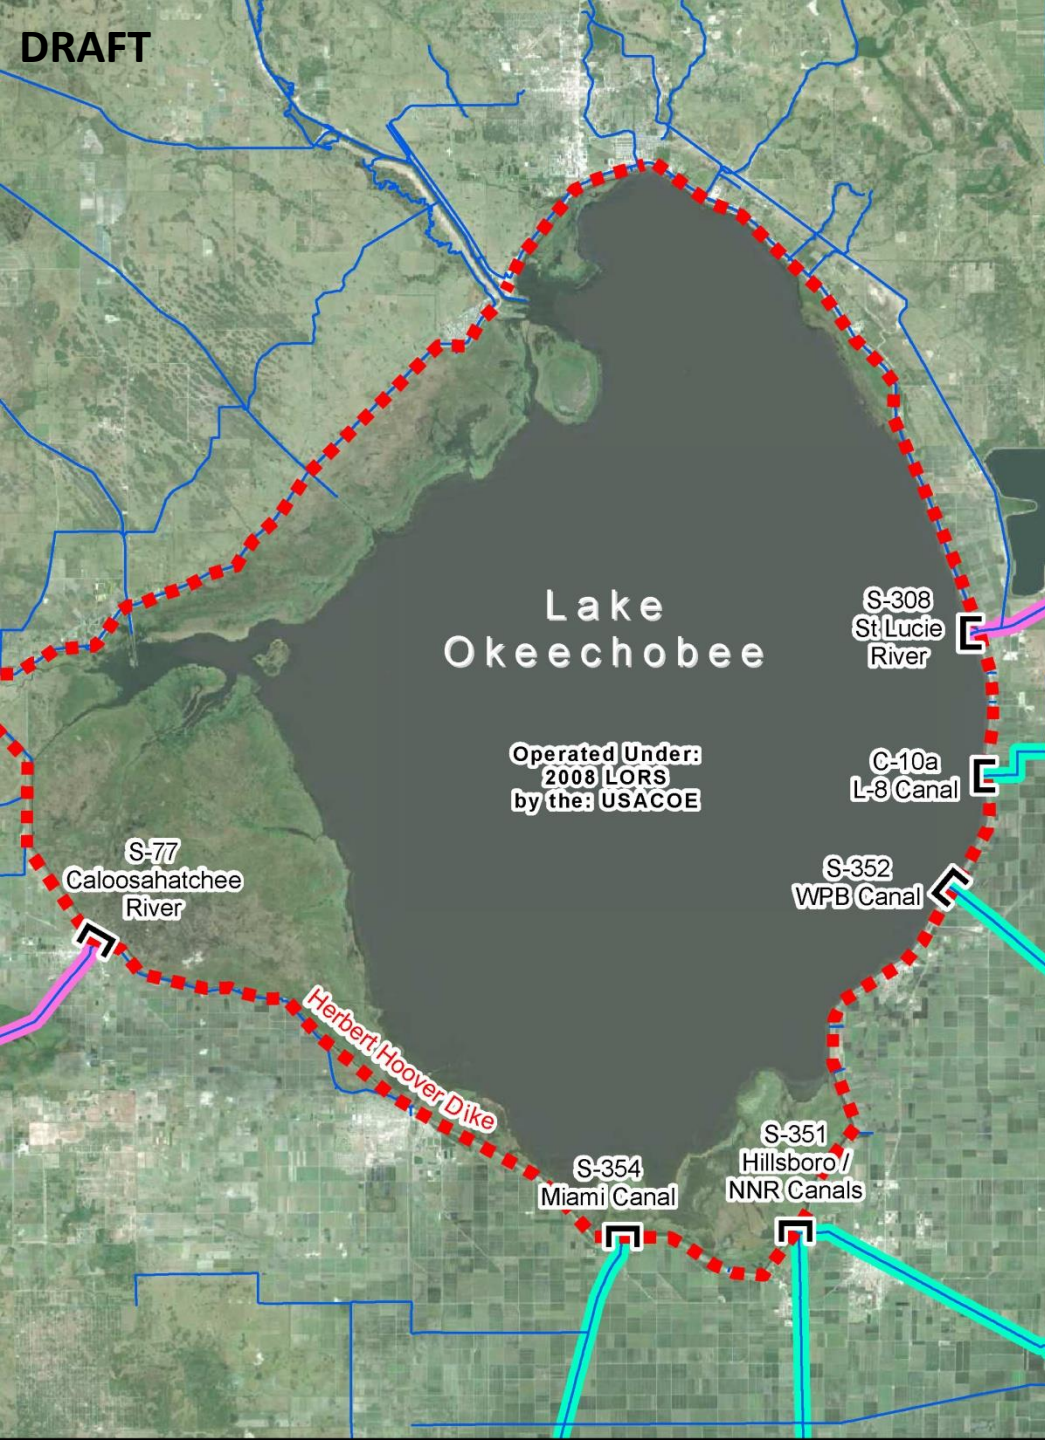 DRAFT
Lake
Okeechobee
S-308
St Lucie
River
Operated Under:
2008 LORS
by the: USACOE
C-10a
L-8 Canal
S-77
Caloosahatchee
River
S-352
WPB Canal
Herbert Hoover Dike
S-354
Miami Canal
S-351
Hillsboro /
NNR Canals